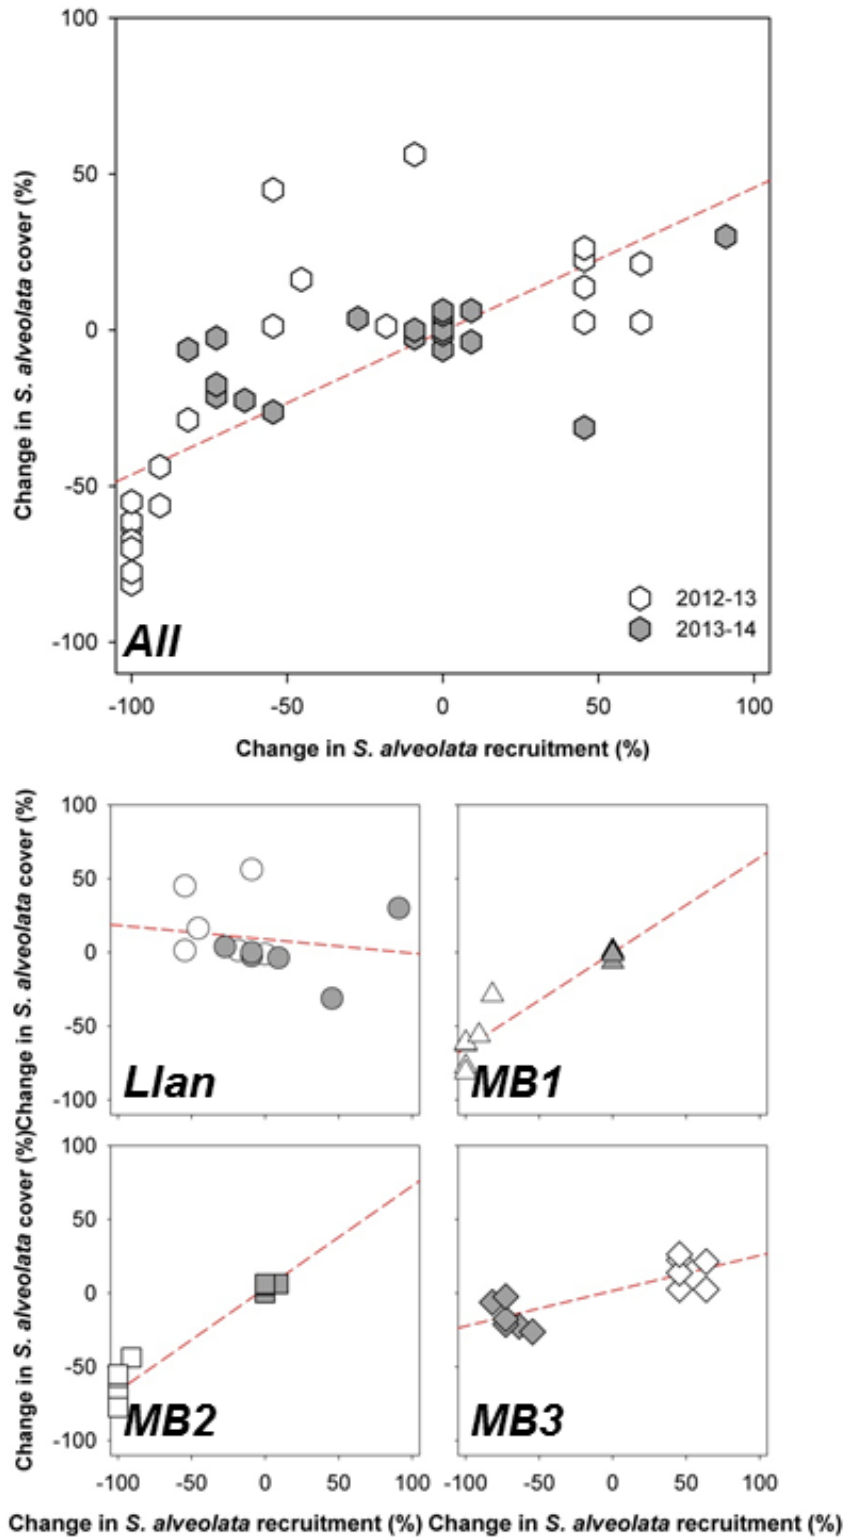 100
50
0
-50
-100
Change in S. alveolata cover (%)
2012-13
2013-14
All
-100 -50 0 50 100
Change in S. alveolata recruitment (%)
100
50
0
-50
-100
Change in S. alveolata cover (%)
Llan
MB1
100
50
0
-50
-100
Change in S. alveolata cover (%)
MB2
MB3
-100 -50 0 50 100
-100 -50 0 50 100
Change in S. alveolata recruitment (%)
Change in S. alveolata recruitment (%)